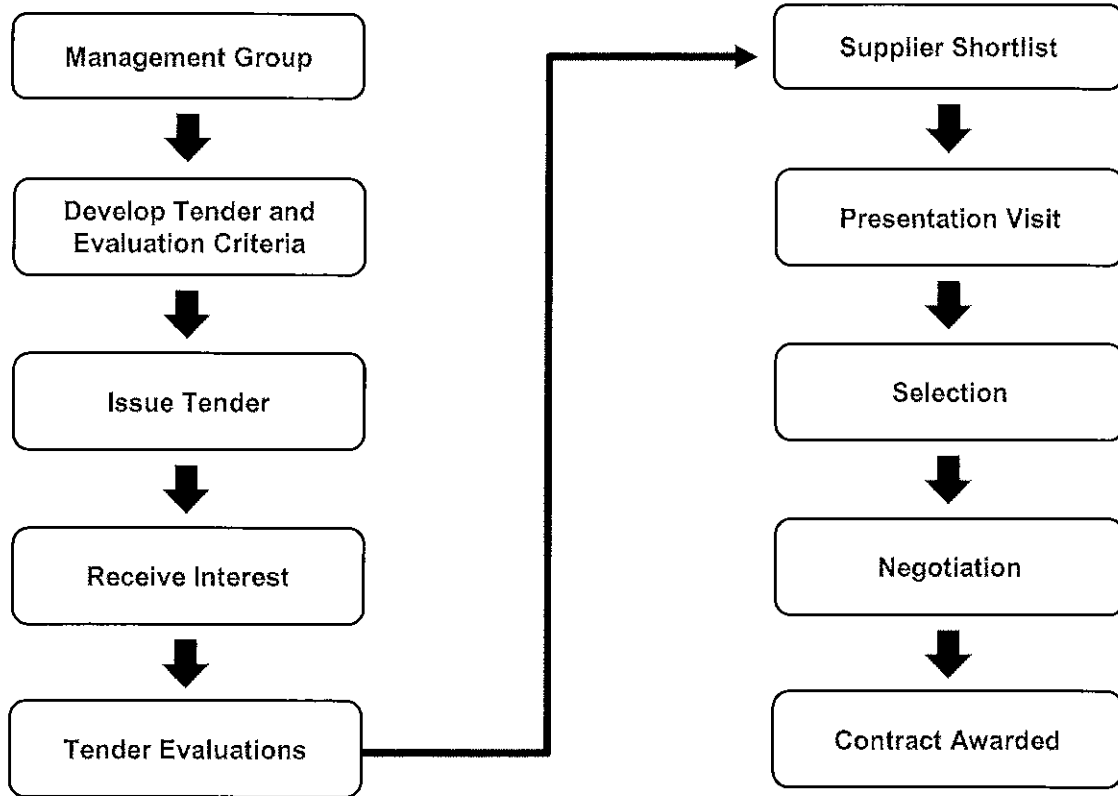 Management Group
Develop Tender and
Evaluation Criteria
Issue Tender
Receive Interest
Tender Evaluations
Supplier Shortlist
Presentation Visit
Selection
Negotiation
Contract Awarded